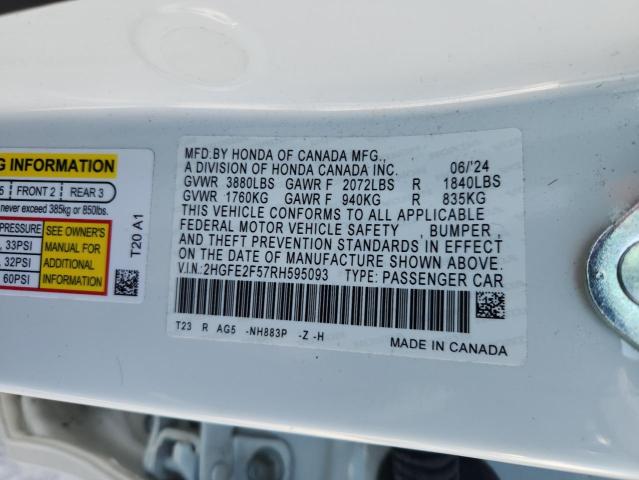 G INFORMATION
5 FRONT 2 REAR 3
never exceed 385kg or 850lbs.
PRESSURE
, 33PSI
, 32PSI
60PSI
SEE OWNER'S
MANUAL FOR
ADDITIONAL
INFORMATION
T20 A1
MFD.BY HONDA OF CANADA MFG.,
A DIVISION OF HONDA CANADA INC. 06/'24
GVWR 3880LBS GAWR F 2072LBS R 1840LBS
GVWR 1760KG GAWR F 940KG R 835KG
THIS VEHICLE CONFORMS TO ALL APPLICABLE
FEDERAL MOTOR VEHICLE SAFETY , BUMPER ,
AND THEFT PREVENTION STANDARDS IN EFFECT
ON THE DATE OF MANUFACTURE SHOWN ABOVE.
V.I.N: 2HGFE2F57RH595093 TYPE: PASSENGER CAR
T23 R AG5 -NH883P -Z -H
MADE IN CANADA